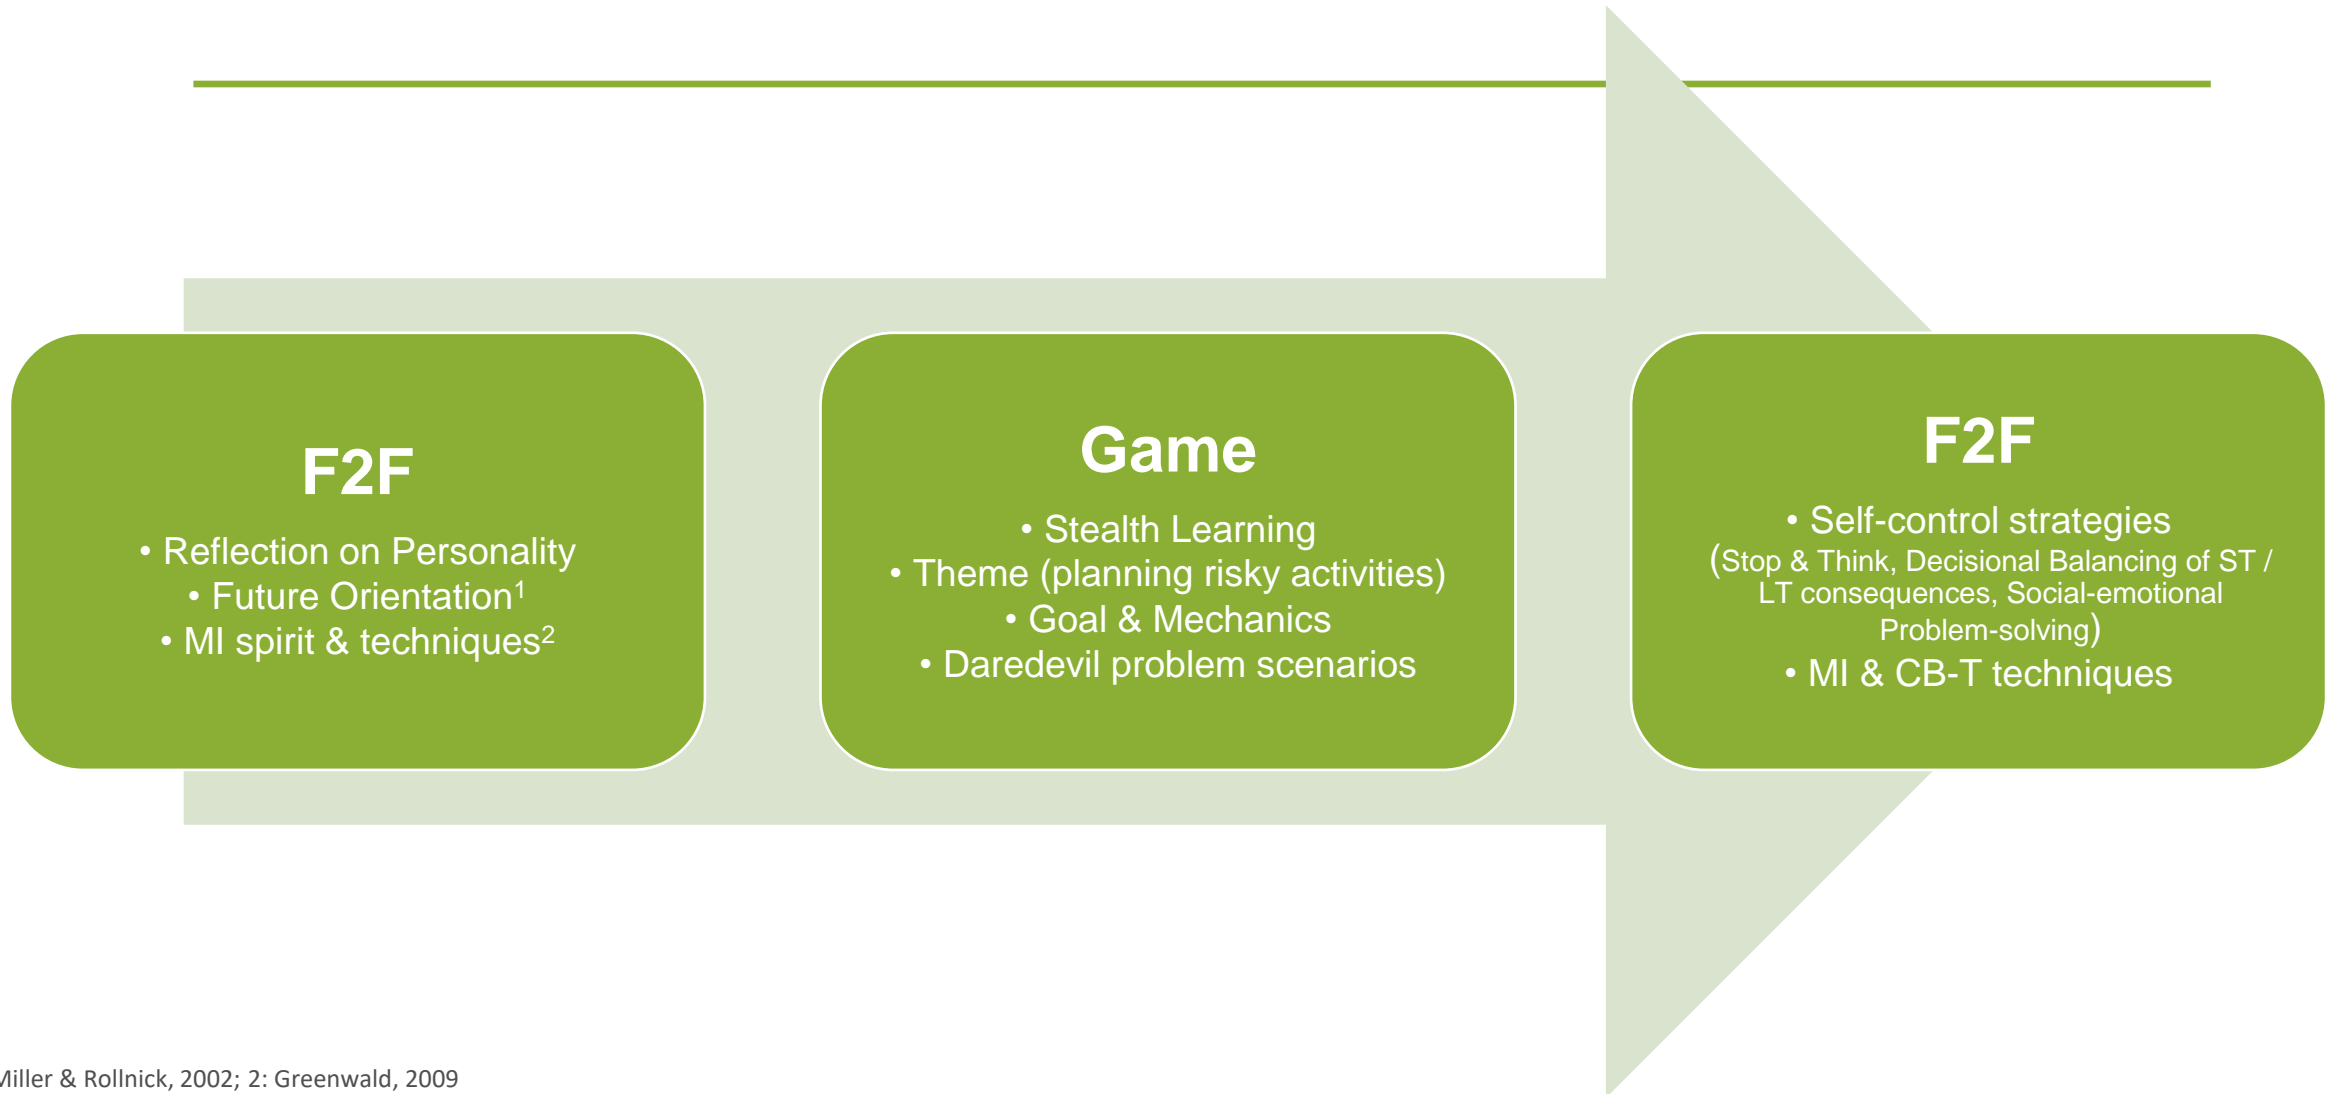 F2F
• Reflection on Personality
• Future Orientation¹
• MI spirit & techniques²
Game
• Stealth Learning
• Theme (planning risky activities)
• Goal & Mechanics
• Daredevil problem scenarios
F2F
• Self-control strategies
(Stop & Think, Decisional Balancing of ST /
LT consequences, Social-emotional
Problem-solving)
• MI & CB-T techniques
Miller & Rollnick, 2002; 2: Greenwald, 2009